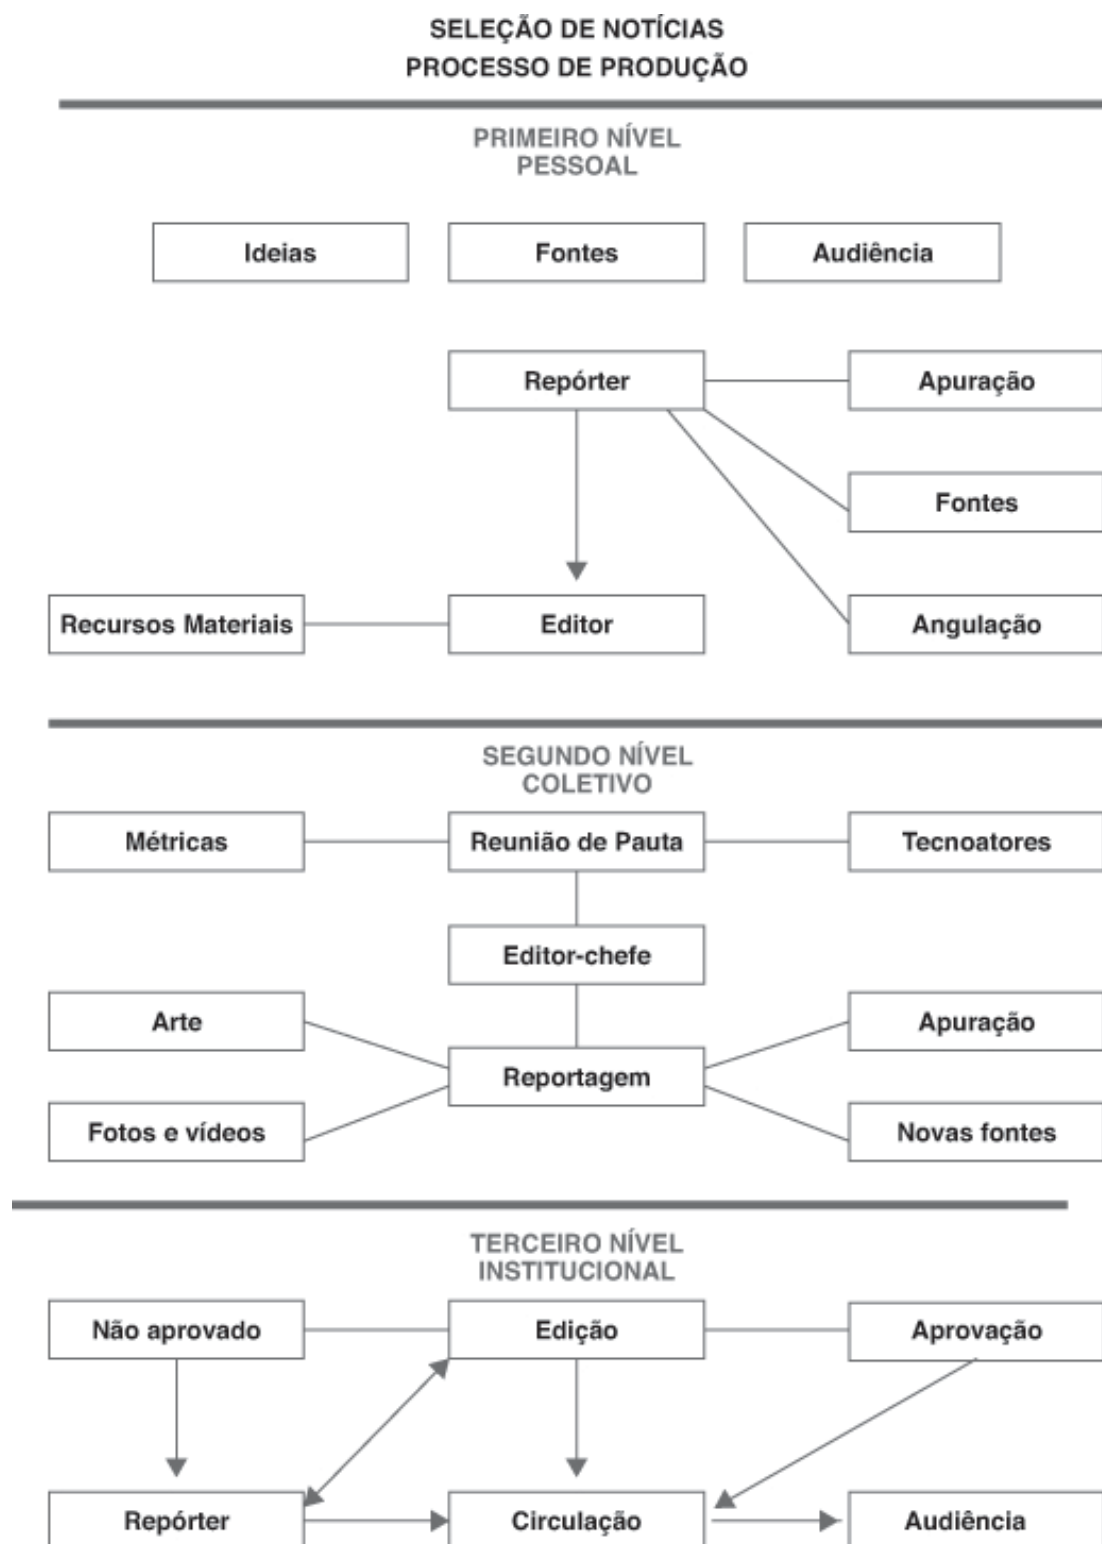 SELEÇÃO DE NOTÍCIAS
PROCESSO DE PRODUÇÃO
PRIMEIRO NÍVEL
PESSOAL
Ideias
Fontes
Audiência
Repórter
Apuração
Fontes
Recursos Materiais
Editor
Angulação
SEGUNDO NÍVEL
COLETIVO
Métricas
Reunião de Pauta
Tecnoatores
Editor-chefe
Arte
Apuração
Reportagem
Fotos e vídeos
Novas fontes
TERCEIRO NÍVEL
INSTITUCIONAL
Não aprovado
Edição
Aprovação
Repórter
Circulação
Audiência